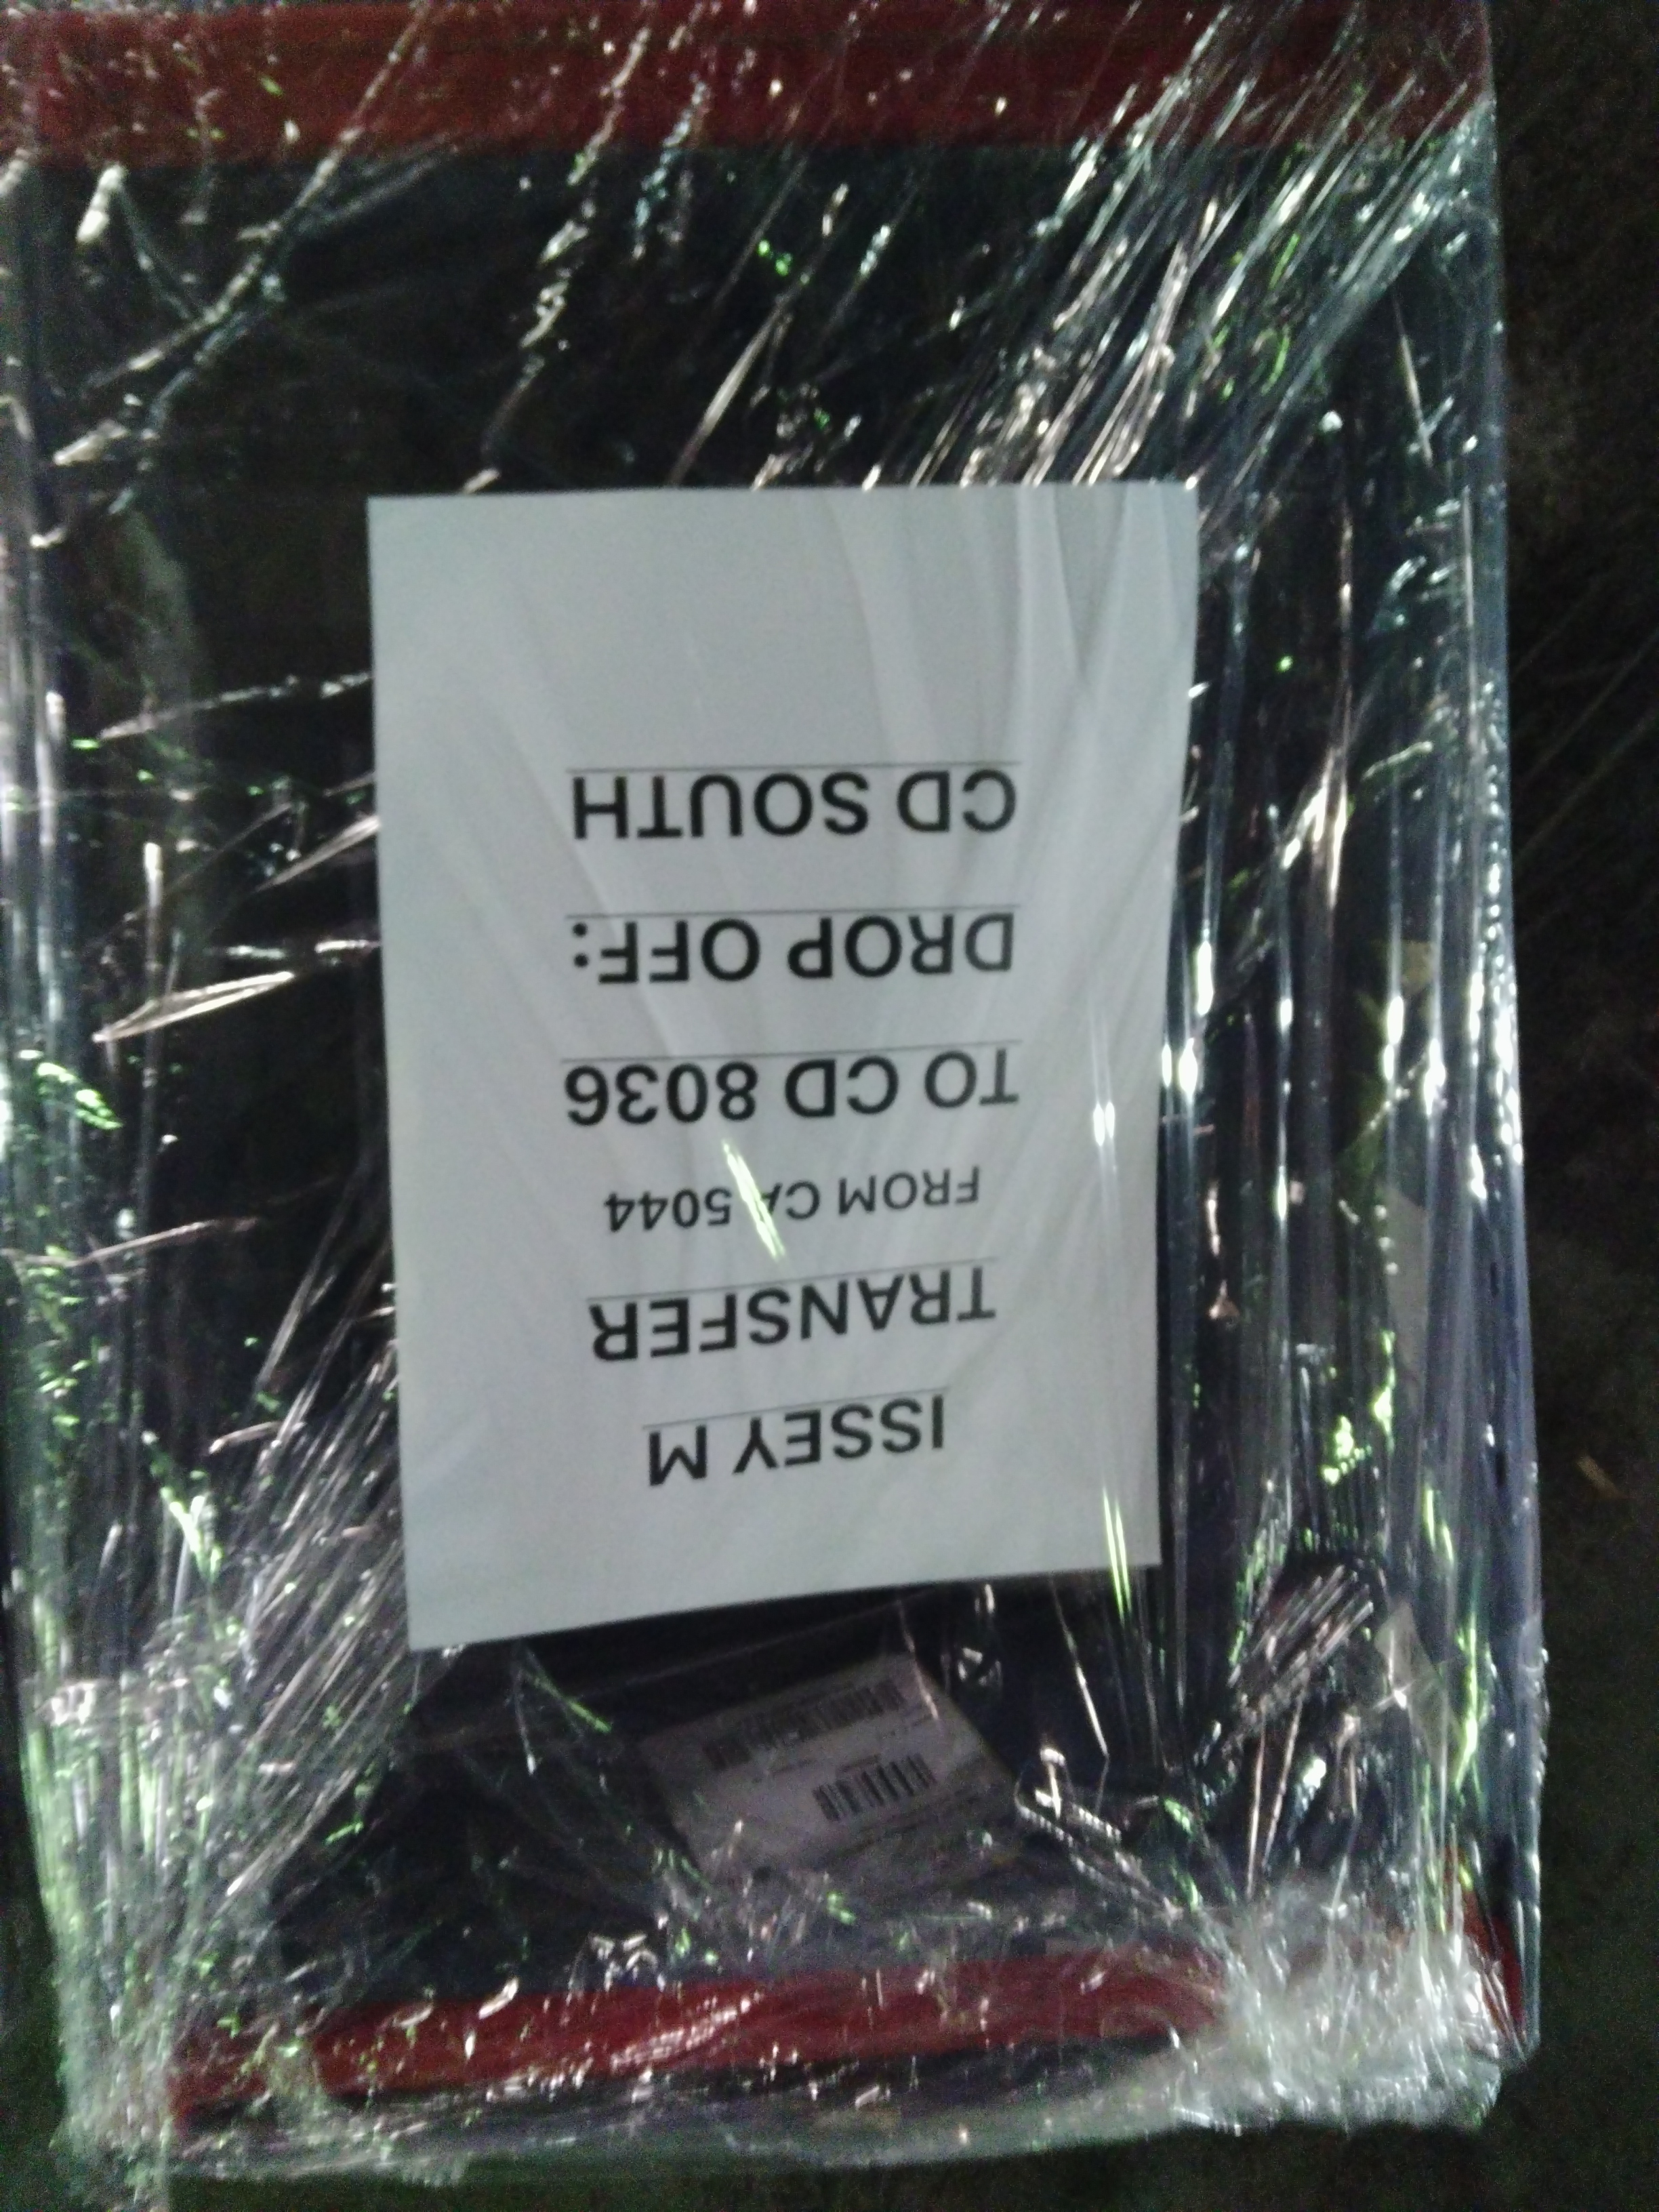 ISSEY M
TRANSFER
FROM CA 5044
TO CD 8036
DROP OFF:
CD SOUTH